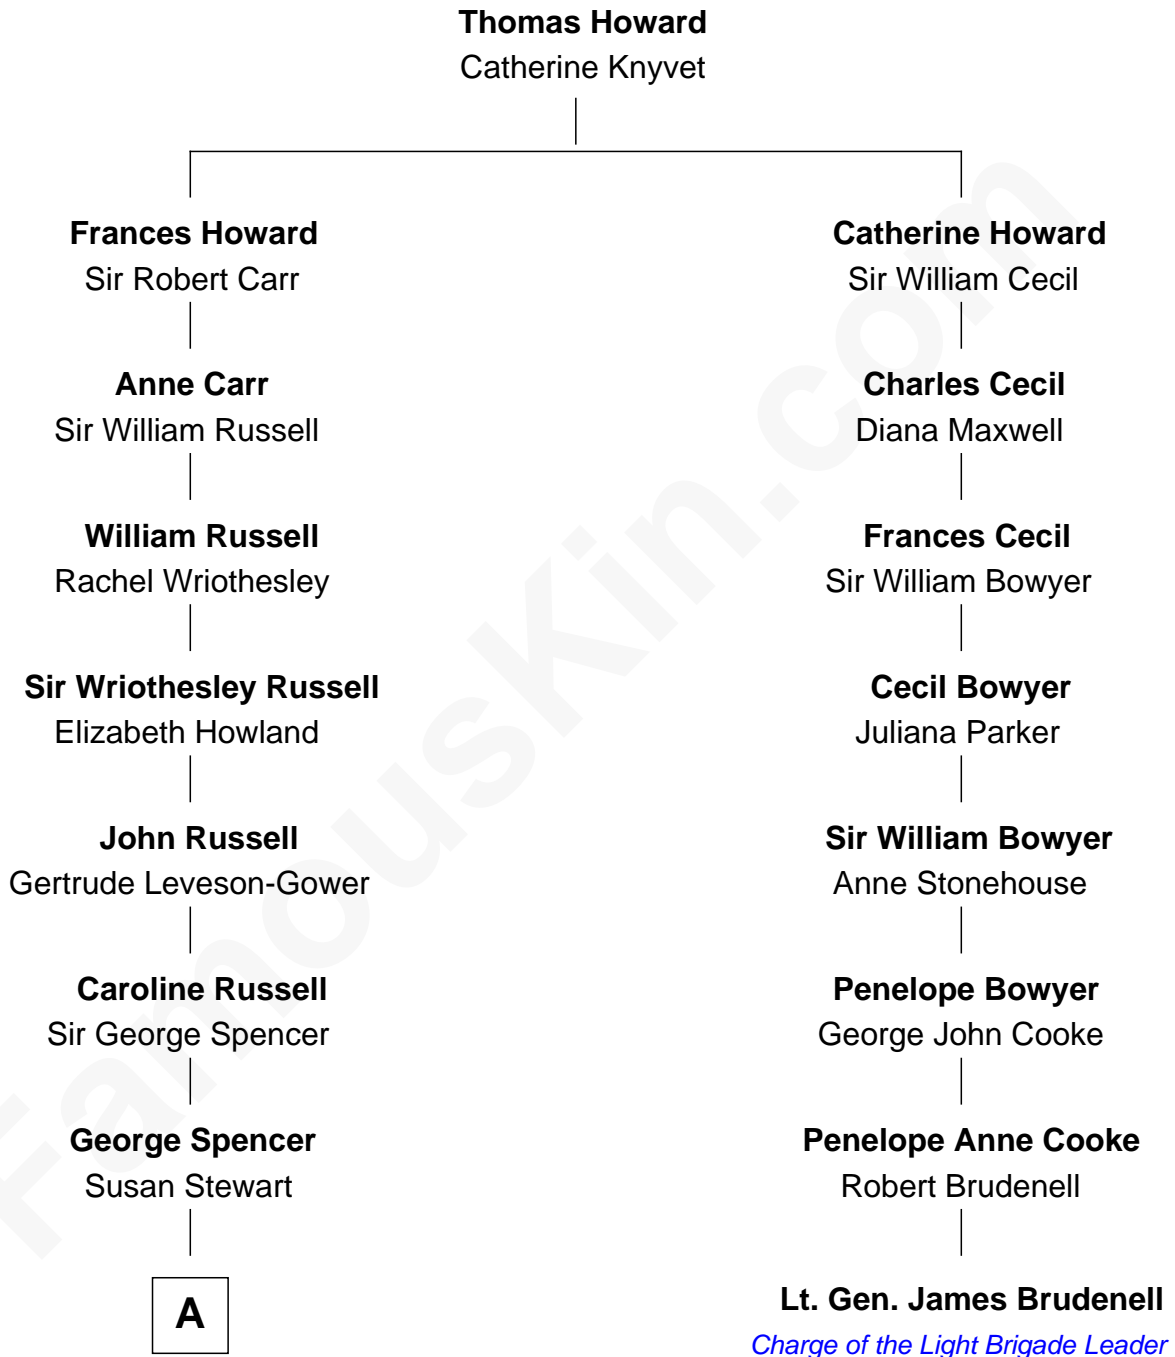 Thomas Howard
Catherine Knyvet
Frances Howard
Sir Robert Carr
Catherine Howard
Sir William Cecil
Anne Carr
Sir William Russell
Charles Cecil
Diana Maxwell
William Russell
Rachel Wriothesley
Frances Cecil
Sir William Bowyer
Sir Wriothesley Russell
Elizabeth Howland
Cecil Bowyer
Juliana Parker
John Russell
Gertrude Leveson-Gower
Sir William Bowyer
Anne Stonehouse
Caroline Russell
Sir George Spencer
Penelope Bowyer
George John Cooke
George Spencer
Susan Stewart
Penelope Anne Cooke
Robert Brudenell
A
Lt. Gen. James Brudenell
Charge of the Light Brigade Leader
FamousKin.com